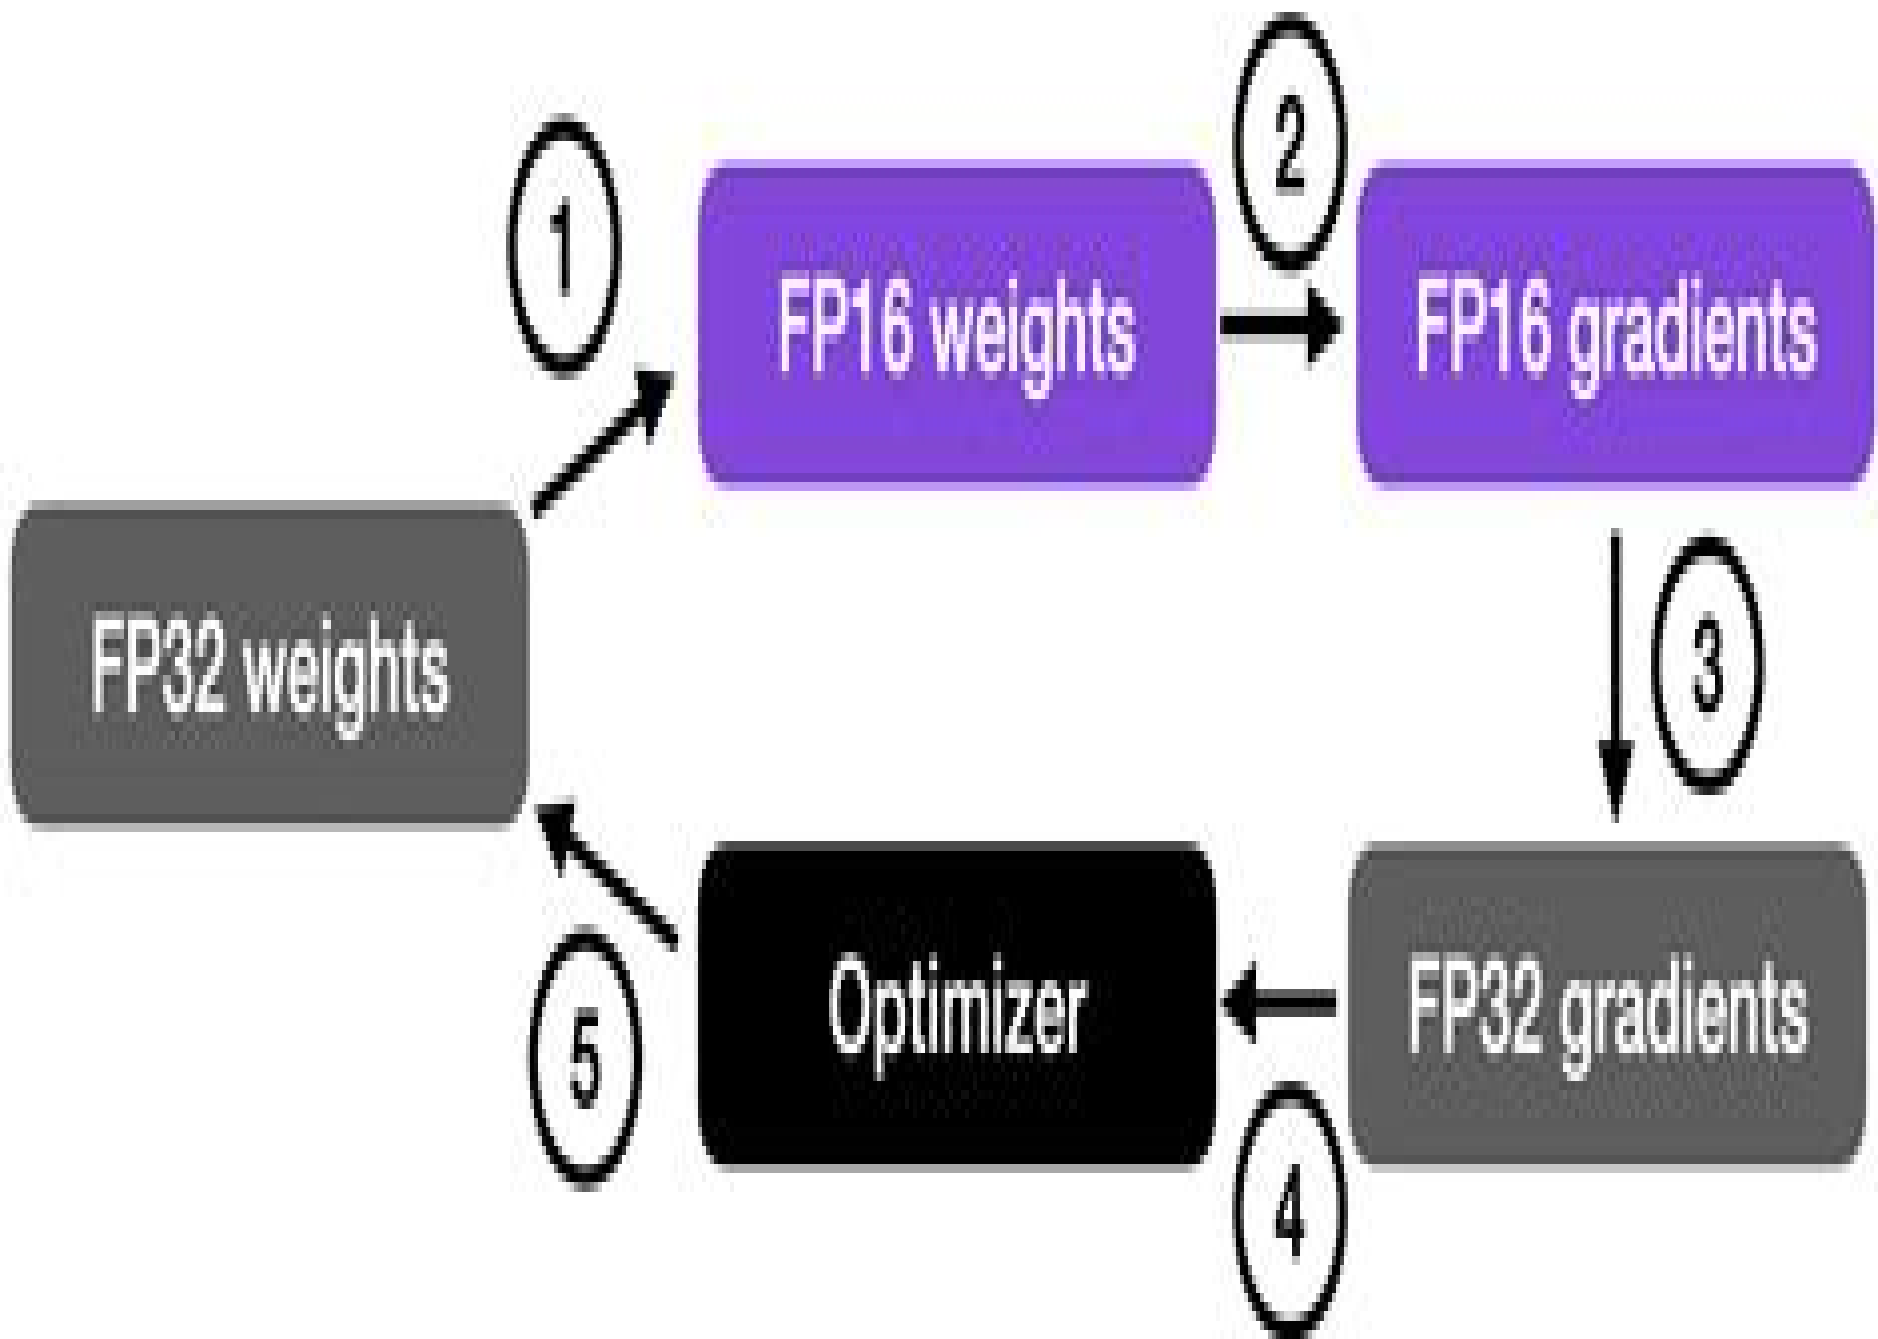 2
1
FP16 weights
FP16 gradients
3
FP32 weights
Optimizer
FP32 gradients
5
4